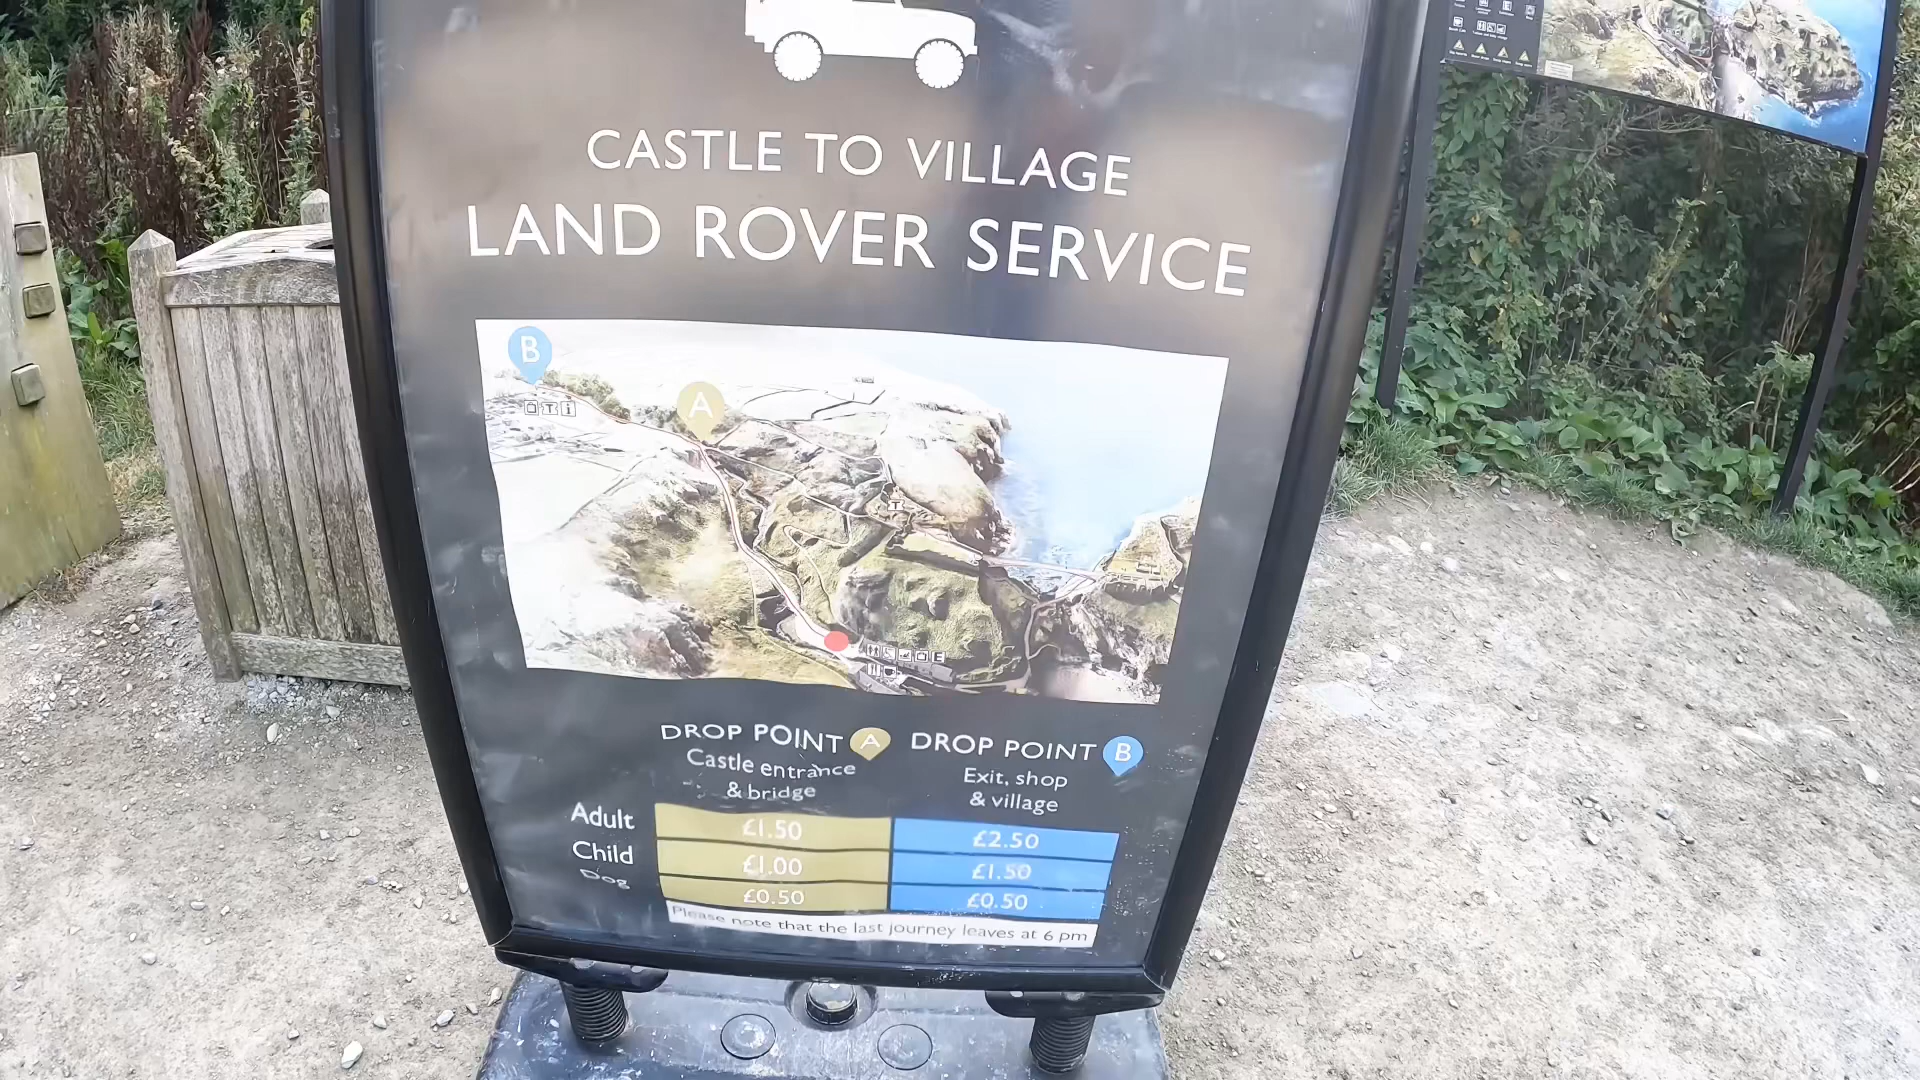 CASTLE TO VILLAGE
LAND ROVER SERVICE
B
A
T i
T
E
DROP POINT A
Castle entrance
& bridge
DROP POINT B
Exit, shop
& village
Adult £1.50 £2.50
Child £1.00 £1.50
Dog £0.50 £0.50
Please note that the last journey leaves at 6 pm